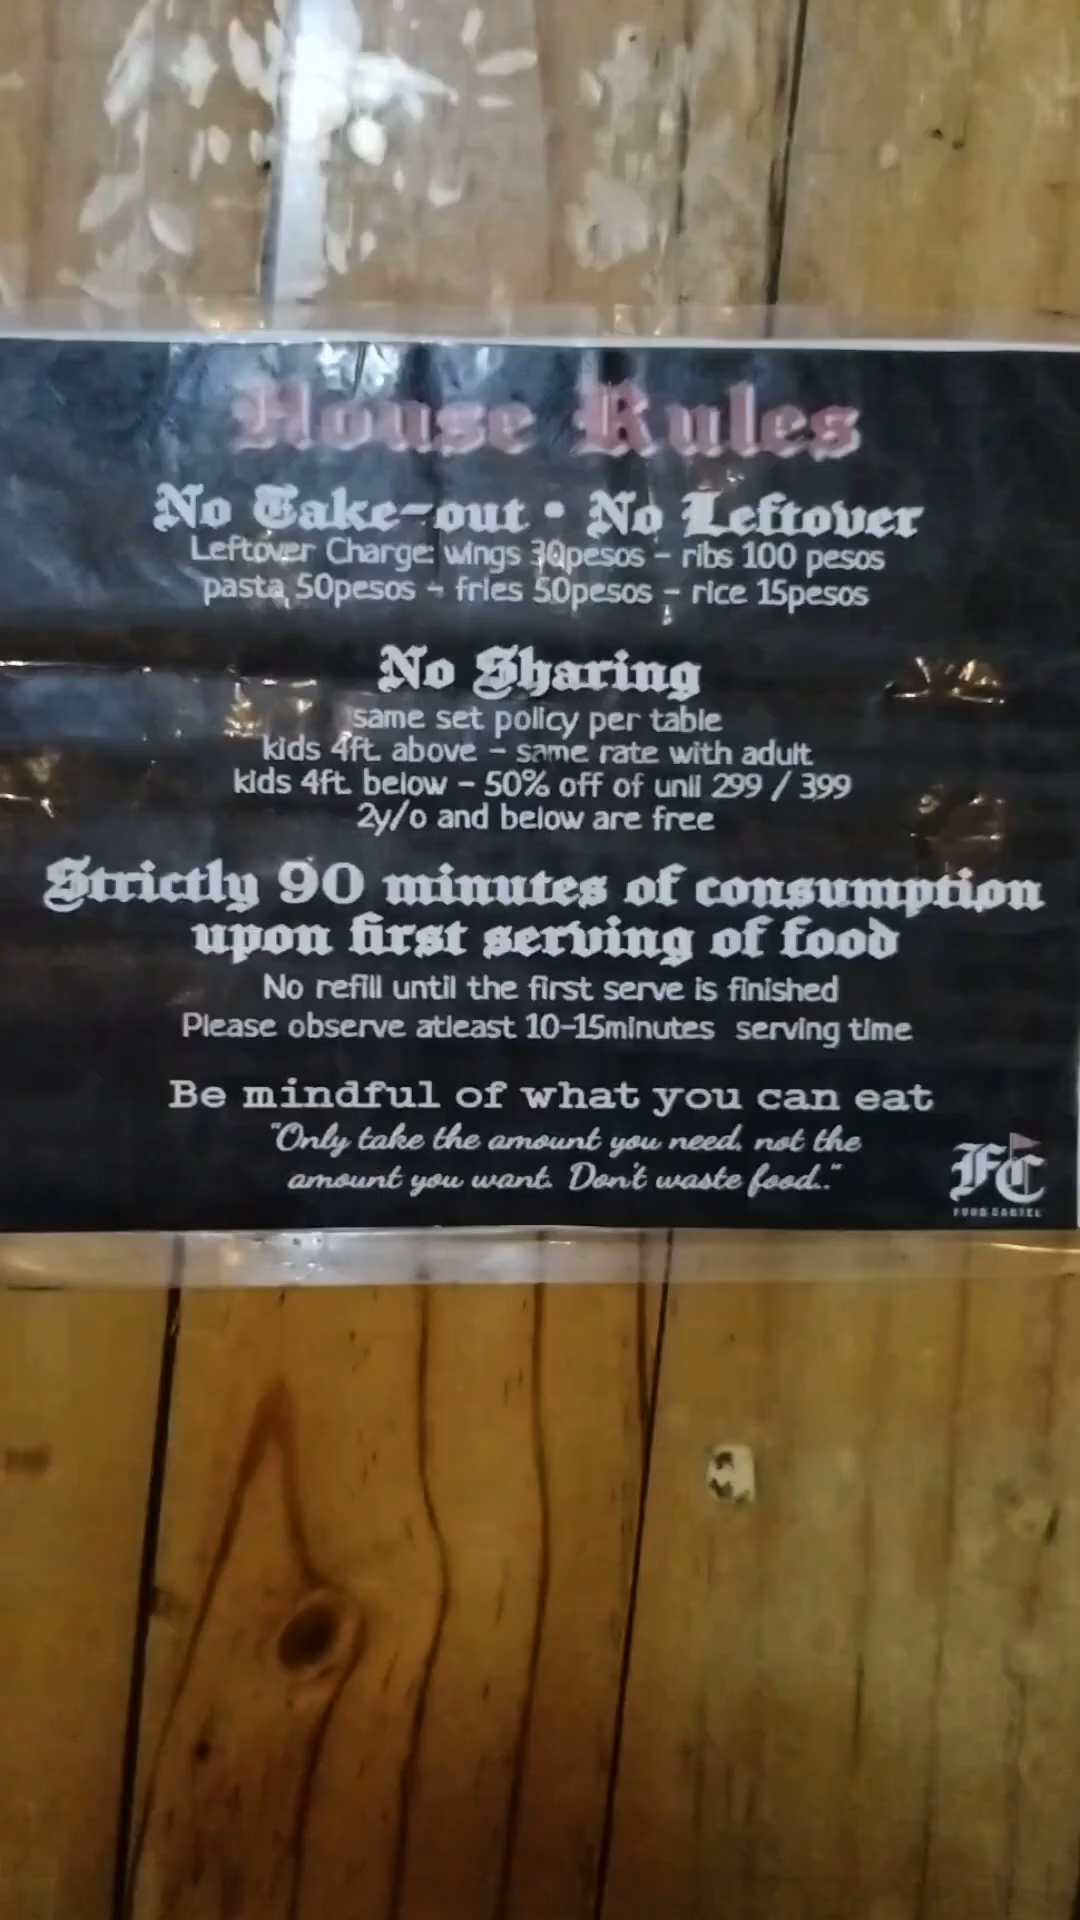 House Rules
No Take-out • No Leftover
Leftover Charge: wings 30pesos - ribs 100 pesos
pasta 50pesos - fries 50pesos - rice 15pesos
No Sharing
same set policy per table
kids 4ft. above - same rate with adult
kids 4ft. below - 50% off of unli 299 / 399
2y/o and below are free
Strictly 90 minutes of consumption
upon first serving of food
No refill until the first serve is finished
Please observe atleast 10-15minutes serving time
Be mindful of what you can eat
"Only take the amount you need, not the
amount you want. Don't waste food.."
FC
FOOD CARTEL